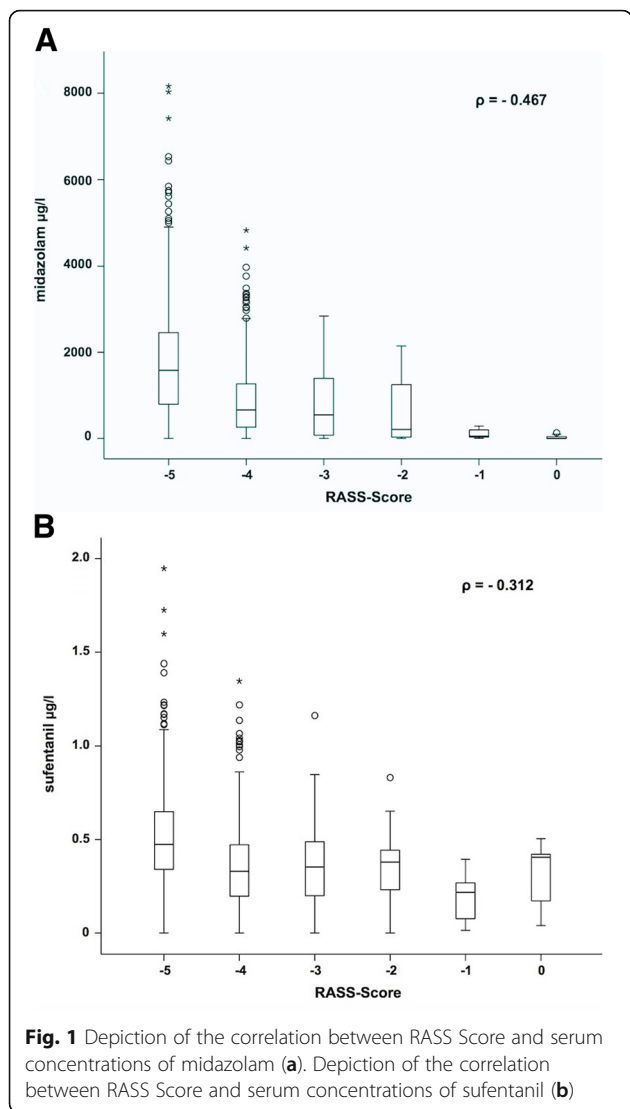 A
8000
6000
4000
2000
0
midazolam µg/l
ρ = - 0.467
-5 -4 -3 -2 -1 0
RASS-Score
B
2.0
1.5
1.0
0.5
0
sufentanil µg/l
ρ = - 0.312
-5 -4 -3 -2 -1 0
RASS-Score
Fig. 1 Depiction of the correlation between RASS Score and serum
concentrations of midazolam (a). Depiction of the correlation
between RASS Score and serum concentrations of sufentanil (b)